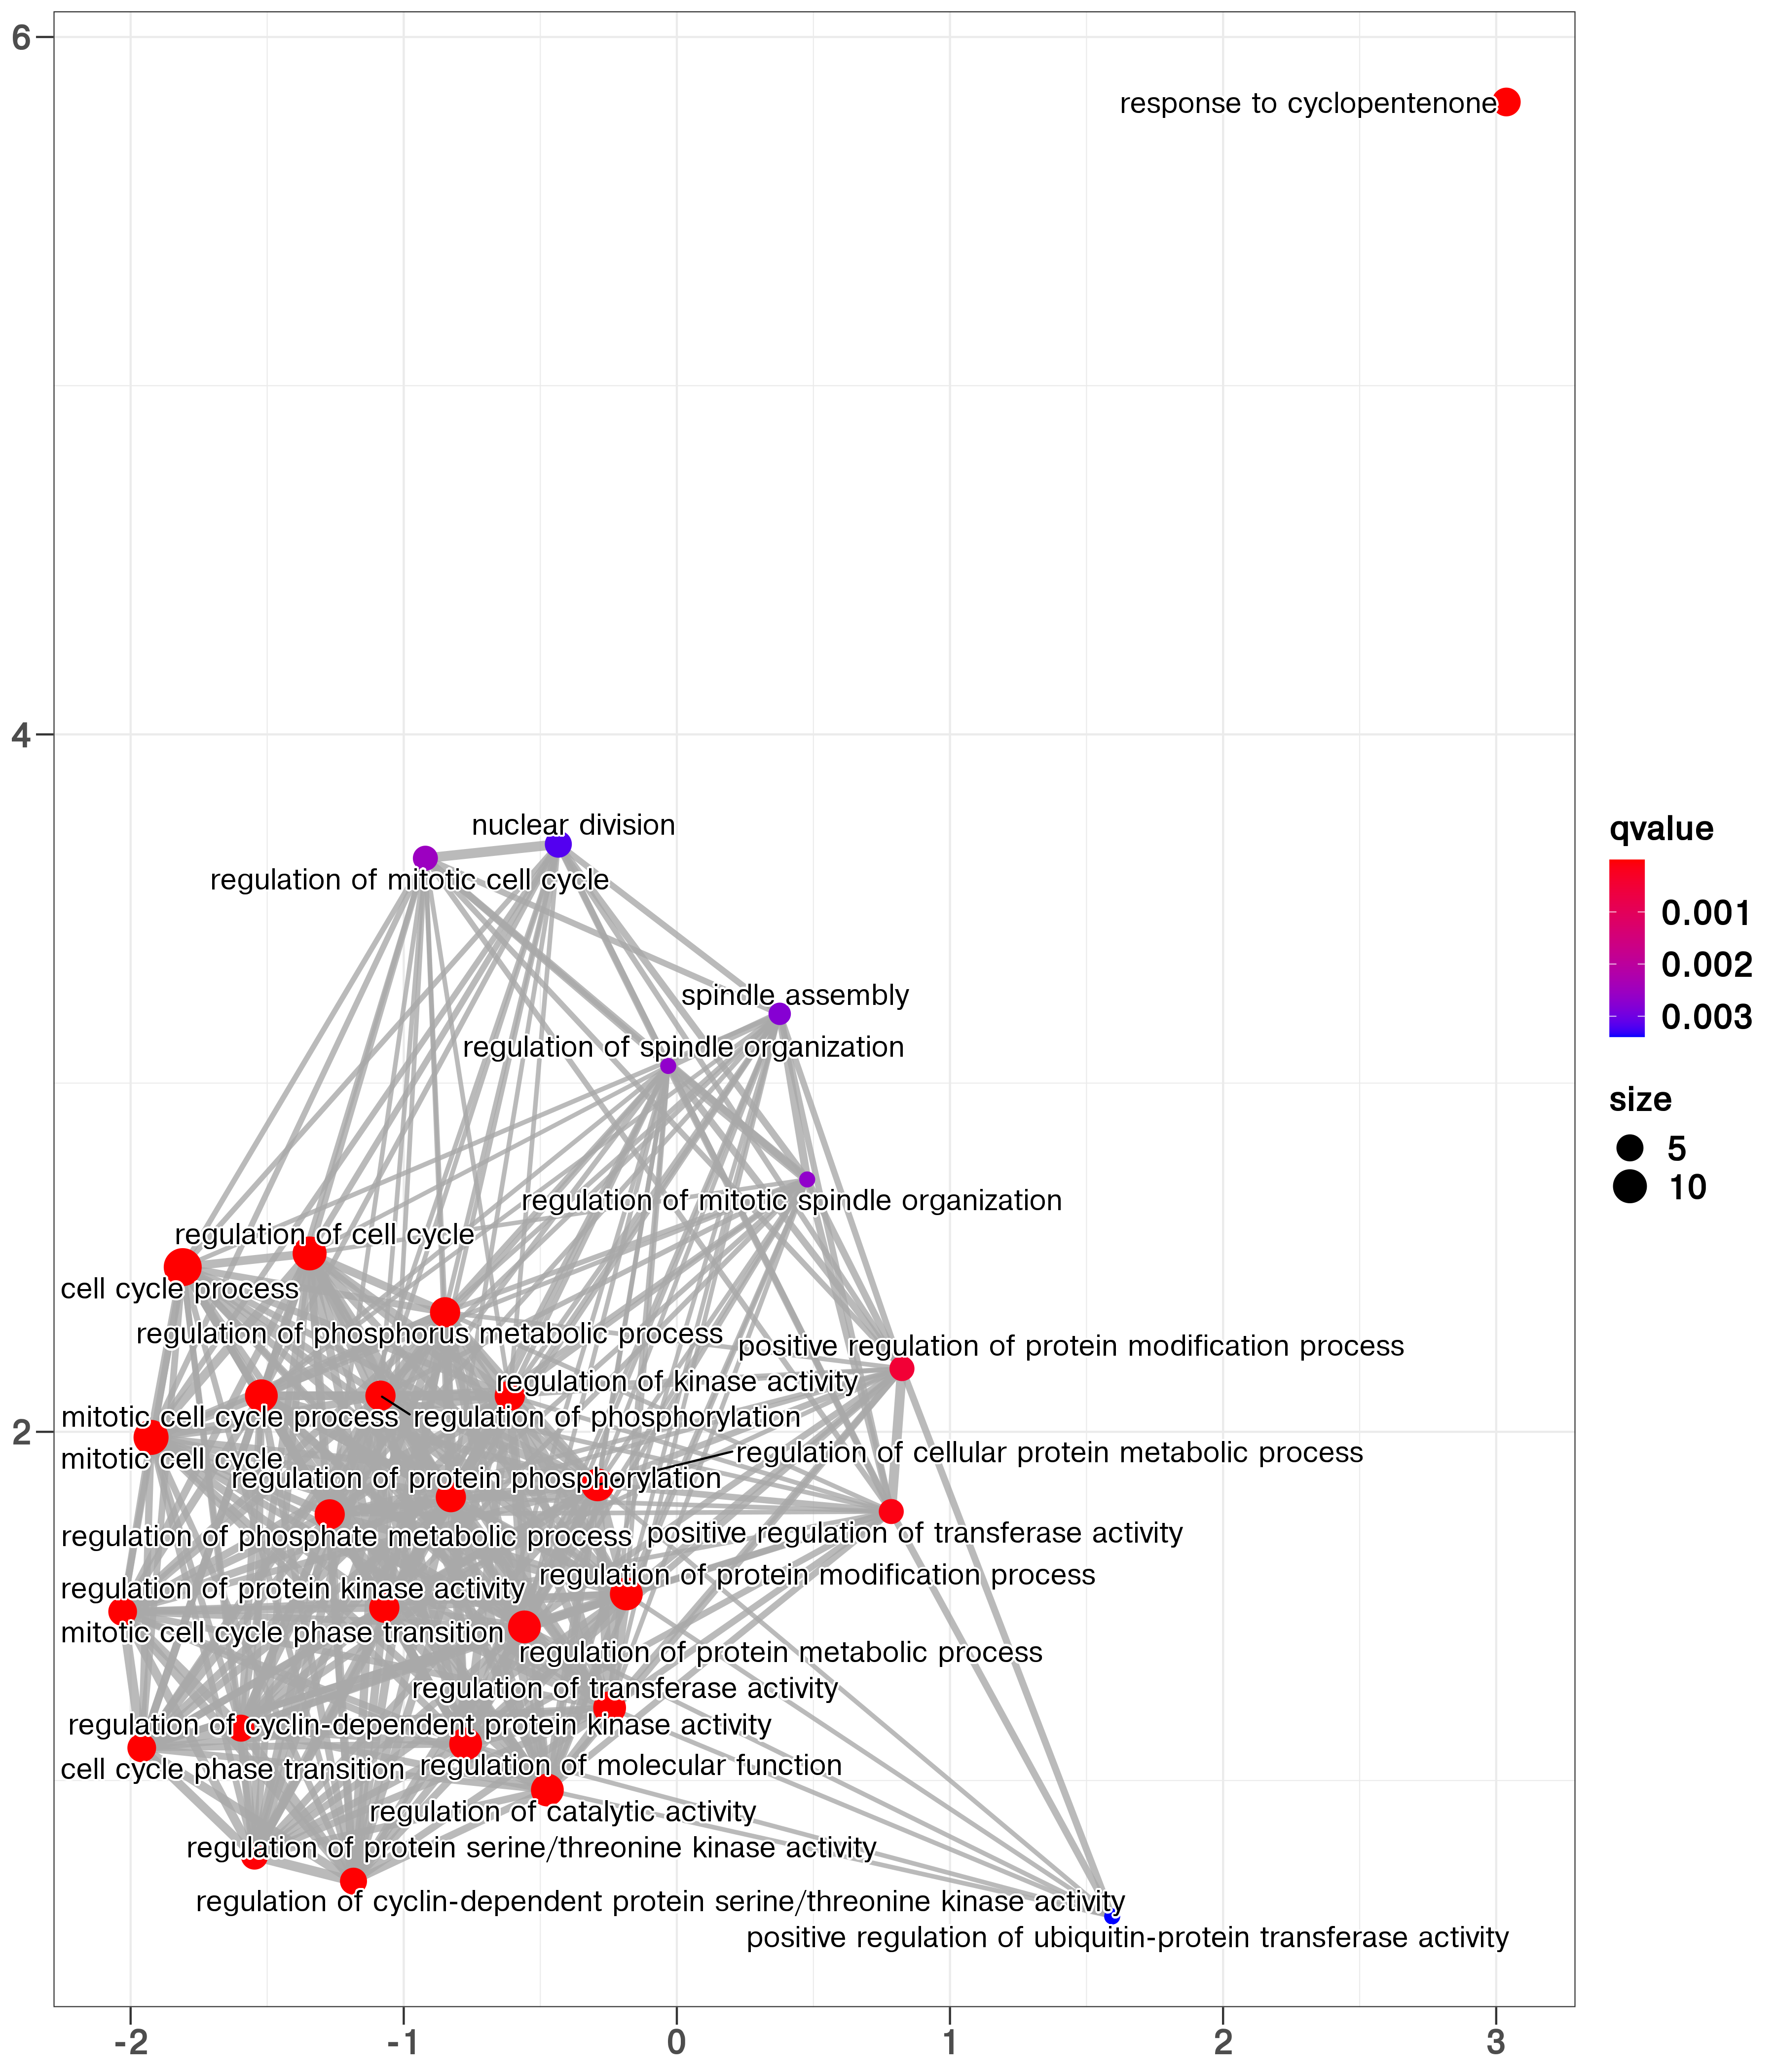 6
response to cyclopentenone
4
nuclear division
regulation of mitotic cell cycle
qvalue
0.001
0.002
0.003
spindle assembly
regulation of spindle organization
size
5
10
regulation of mitotic spindle organization
regulation of cell cycle
cell cycle process
regulation of phosphorus metabolic process
positive regulation of protein modification process
regulation of kinase activity
mitotic cell cycle process
regulation of phosphorylation
2
regulation of cellular protein metabolic process
mitotic cell cycle
regulation of protein phosphorylation
regulation of phosphate metabolic process
positive regulation of transferase activity
regulation of protein modification process
regulation of protein kinase activity
mitotic cell cycle phase transition
regulation of protein metabolic process
regulation of transferase activity
regulation of cyclin-dependent protein kinase activity
cell cycle phase transition
regulation of molecular function
regulation of catalytic activity
regulation of protein serine/threonine kinase activity
regulation of cyclin-dependent protein serine/threonine kinase activity
positive regulation of ubiquitin-protein transferase activity
-2 -1 0 1 2 3